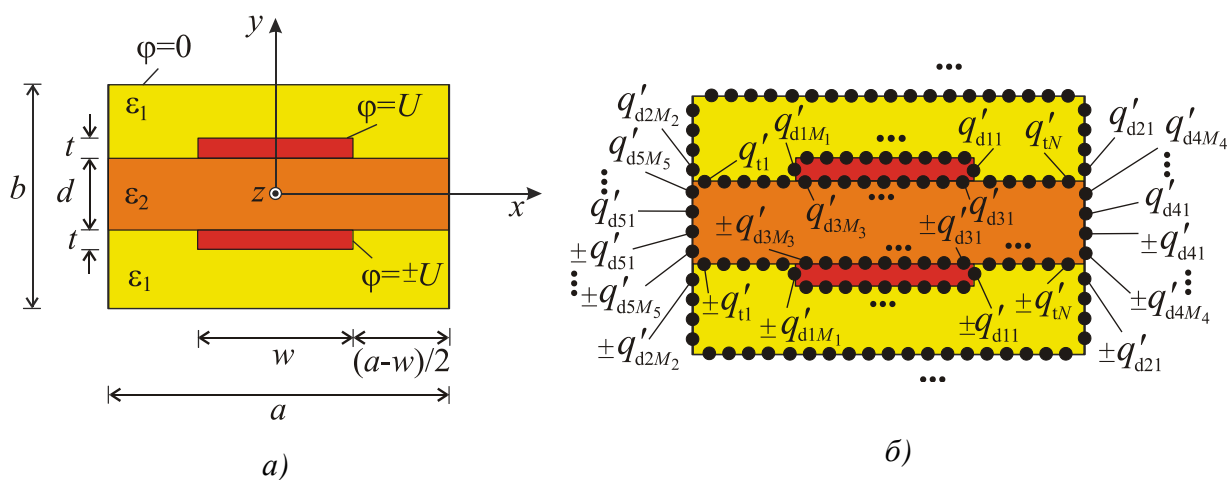 y
φ=0
ε₁
φ=U
t
d
b
ε₂
z
x
t
ε₁
φ=±U
w
(a-w)/2
a
а)
•••
q′d2M₂
q′d5M₅
q′t1
q′d1M₁
•••
q′d11
q′tN
q′d21
q′d4M₄
q′d51
±q′d3M₃
q′d3M₃
•••
±q′d31
q′d31
q′d41
±q′d51
•••
•••
±q′d41
±q′d5M₅
±q′t1
•••
±q′tN
±q′d4M₄
±q′d2M₂
±q′d1M₁
±q′d11
±q′d21
•••
б)